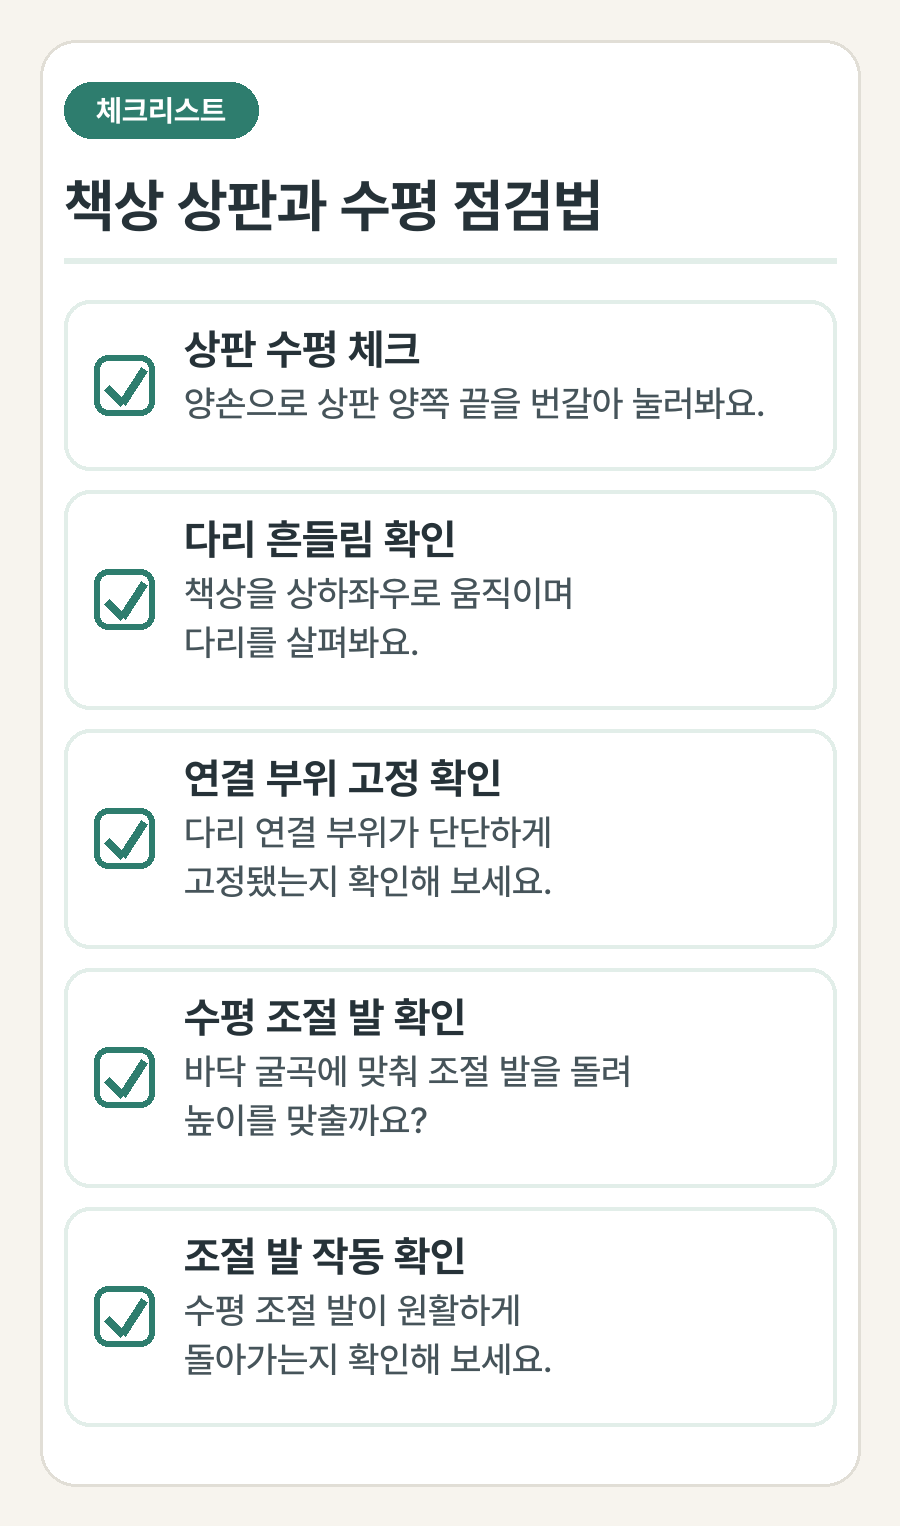 체크리스트
책상 상판과 수평 점검법
상판 수평 체크
양손으로 상판 양쪽 끝을 번갈아 눌러봐요.
다리 흔들림 확인
책상을 상하좌우로 움직이며
다리를 살펴봐요.
연결 부위 고정 확인
다리 연결 부위가 단단하게
고정됐는지 확인해 보세요.
수평 조절 발 확인
바닥 굴곡에 맞춰 조절 발을 돌려
높이를 맞출까요?
조절 발 작동 확인
수평 조절 발이 원활하게
돌아가는지 확인해 보세요.